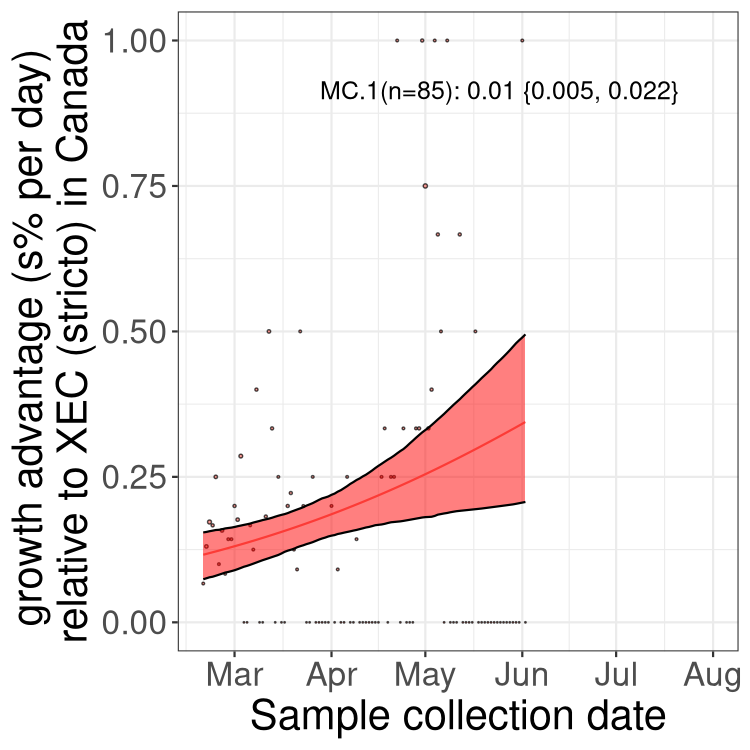 growth advantage (s% per day)
relative to XEC (stricto) in Canada
1.00
0.75
0.50
0.25
0.00
MC.1(n=85): 0.01 {0.005, 0.022}
Mar Apr May Jun Jul Aug
Sample collection date